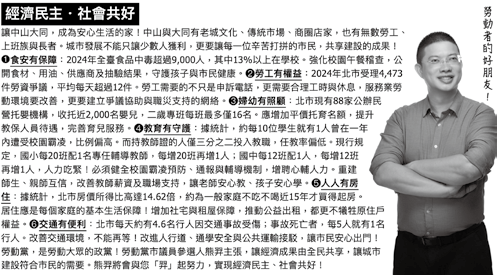 經濟民主．社會共好
讓中山大同，成為安心生活的家！中山與大同有老城文化、傳統市場、商圈店家，也有無數勞工、
上班族與長者。城市發展不能只讓少數人獲利，更要讓每一位辛苦打拼的市民，共享建設的成果！
❶食安有保障：2024年全臺食品中毒超過9,000人，其中13%以上在學校。強化校園午餐稽查，公
開食材、用油、供應商及抽驗結果，守護孩子與市民健康。❷勞工有權益：2024年北市受理4,473
件勞資爭議，平均每天超過12件。勞工需要的不只是申訴電話，更需要合理工時與休息，服務業勞
動環境要改善，更要建立爭議協助與職災支持的網絡。❸婦幼有照顧：北市現有88家公辦民
營托嬰機構，收托近2,000名嬰兒，二歲專班每班最多僅16名。應增加平價托育名額，提升
教保人員待遇，完善育兒服務。❹教育有守護：據統計，約每10位學生就有1人曾在一年
內遭受校園霸凌，比例偏高。而持教師證的人僅三分之二投入教職，任教率偏低。現行規
定，國小每20班配1名專任輔導教師，每增20班再增1人；國中每12班配1人，每增12班
再增1人，人力吃緊！必須健全校園霸凌預防、通報與輔導機制，增聘心輔人力。重建
師生、親師互信，改善教師薪資及職場支持，讓老師安心教、孩子安心學。❺人人有房
住：據統計，北市房價所得比高達14.62倍，約為一般家庭不吃不喝近15年才買得起房。
居住應是每個家庭的基本生活保障！增加社宅與租屋保障，推動公益出租，都更不犧牲原住戶
權益。❻交通有便利：北市每天約有4.6名行人因交通事故受傷；事故死亡者，每5人就有1名
行人。改善交通環境，不能再等！改進人行道、通學安全與公共運輸接駁，讓市民安心出門！
勞動黨，是勞動大眾的政黨！勞動黨市議員參選人熊羿主張，讓經濟成果由全民共享，讓城市
建設符合市民的需要。熊羿將會與您「羿」起努力，實現經濟民主、社會共好！
勞動者的好朋友！